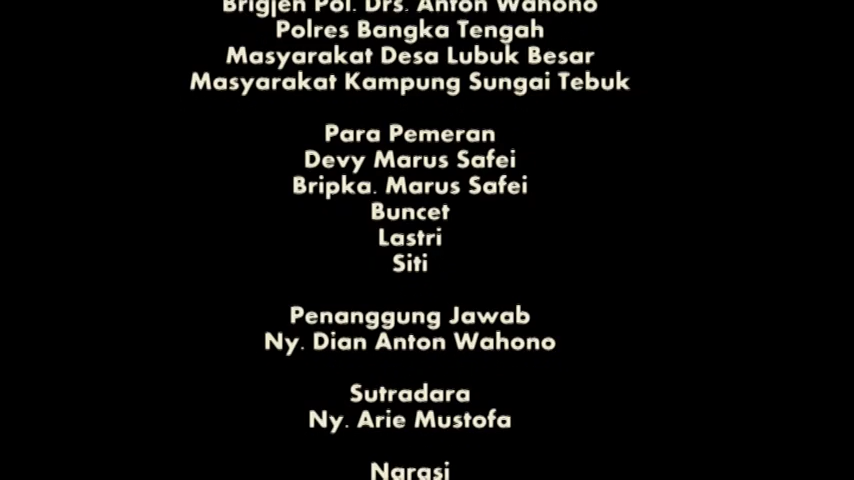 Brigjen Pol. Drs. Anton Wahono
Polres Bangka Tengah
Masyarakat Desa Lubuk Besar
Masyarakat Kampung Sungai Tebuk
Para Pemeran
Devy Marus Safei
Bripka. Marus Safei
Buncet
Lastri
Siti
Penanggung Jawab
Ny. Dian Anton Wahono
Sutradara
Ny. Arie Mustofa
Narasi